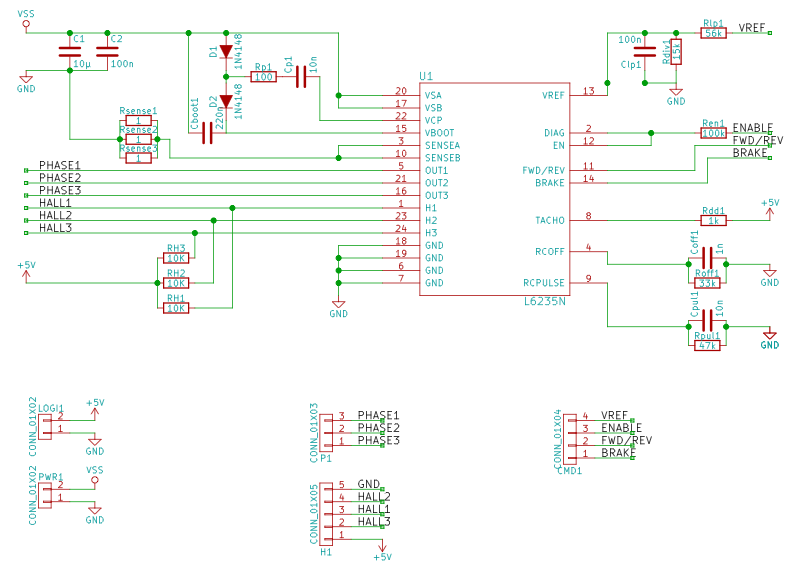 VSS
C1
10µ
C2
100n
GND
D1
1N4148
D2
1N4148
Rp1
100
Cp1
10n
Cboot1
220n
Rsense1
1
Rsense2
1
Rsense3
1
PHASE1
PHASE2
PHASE3
HALL1
HALL2
HALL3
+5V
RH3
10K
RH2
10K
RH1
10K
GND
U1
20 VSA
17 VSB
22 VCP
15 VBOOT
3 SENSEA
10 SENSEB
5 OUT1
21 OUT2
16 OUT3
1 H1
23 H2
24 H3
18 GND
19 GND
6 GND
7 GND
VREF 13
DIAG 2
EN 12
FWD/REV 11
BRAKE 14
TACHO 8
RCOFF 4
RCPULSE 9
L6235N
100n
Clp1
Rdiv1
15k
GND
Rlp1
56k
VREF
Ren1
100k
ENABLE
FWD/REV
BRAKE
Rdd1
1k
+5V
Coff1
1n
Roff1
33k
GND
Cpul1
10n
Rpul1
47k
GND
CONN_01X02
LOGI1
2
1
+5V
GND
CONN_01X02
PWR1
2
1
VSS
GND
CONN_01X03
3 PHASE1
2 PHASE2
1 PHASE3
P1
CONN_01X05
5 GND
4 HALL2
3 HALL1
2 HALL3
1
H1
+5V
CONN_01X04
4 VREF
3 ENABLE
2 FWD/REV
1 BRAKE
CMD1